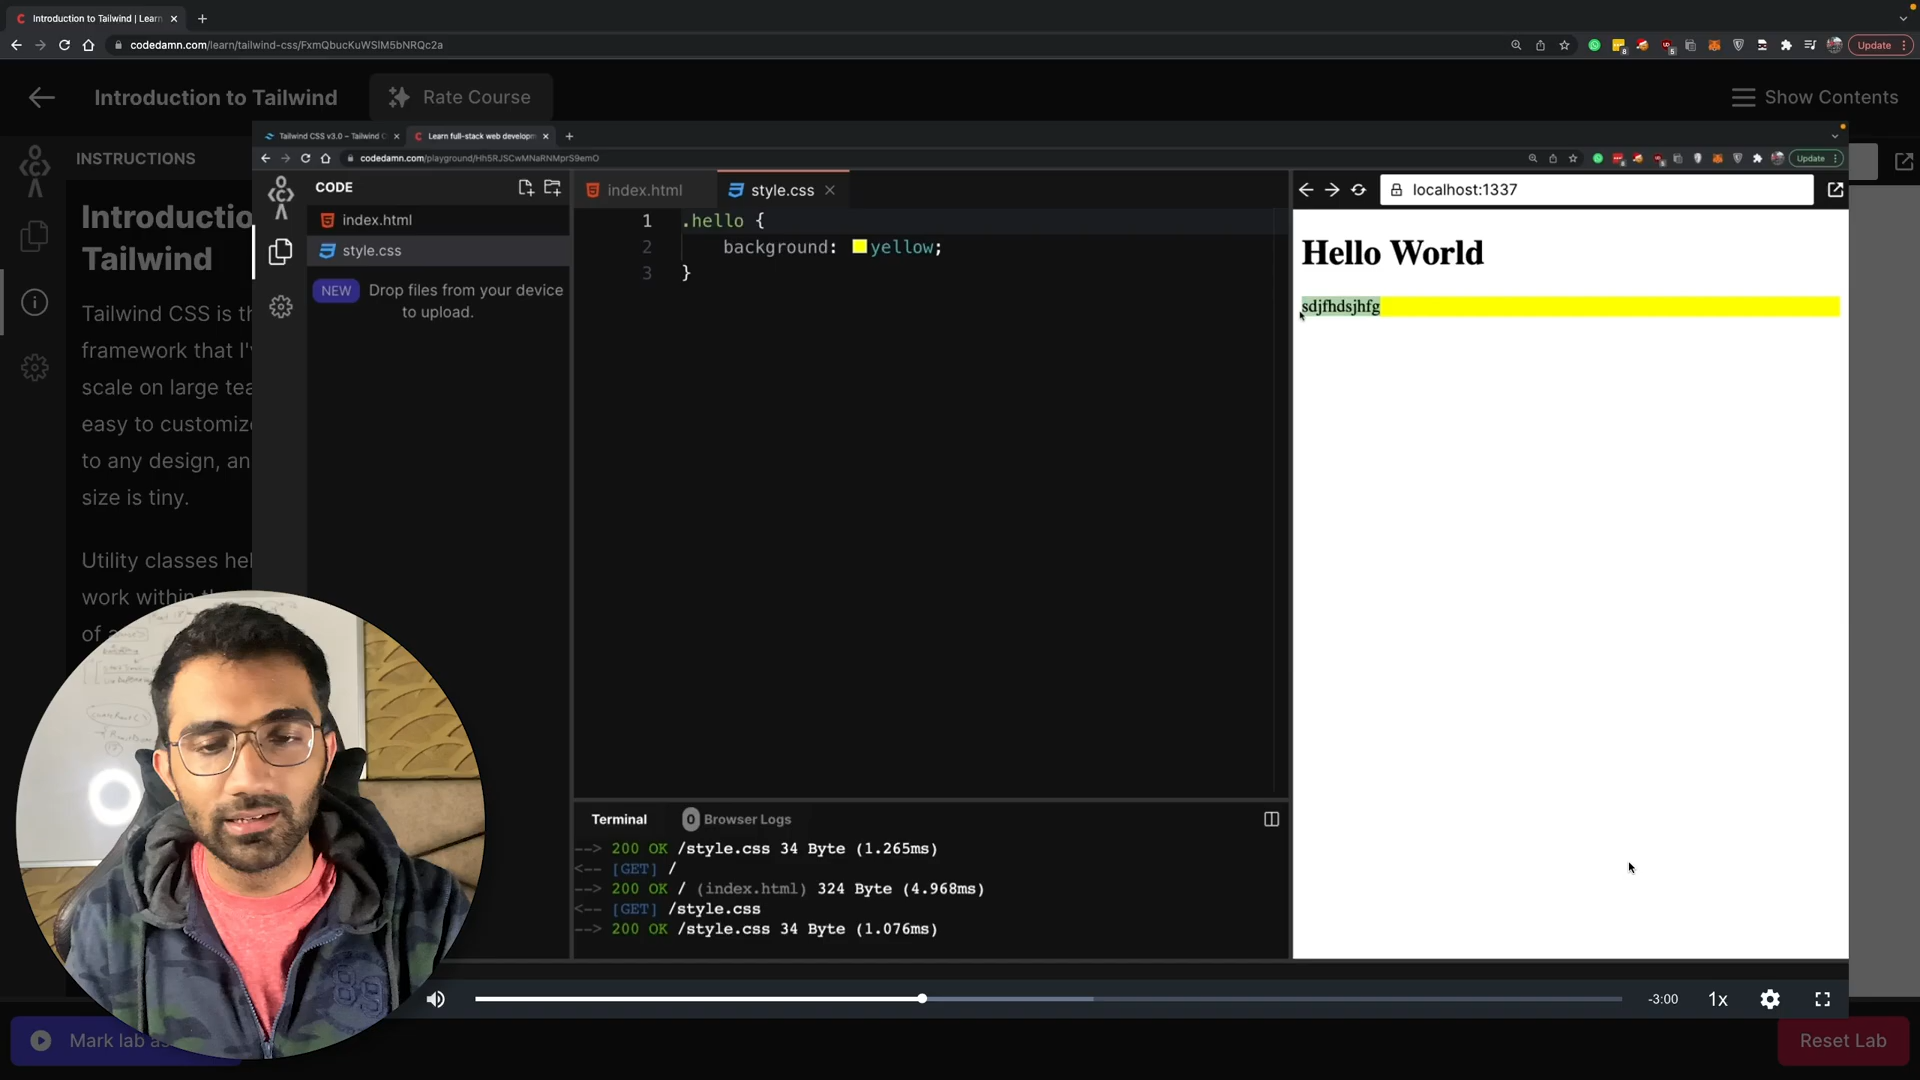 Introduction to Tailwind | Learn
codedamn.com/learn/tailwind-css/FxmQbucKuWSlM5bNRQc2a
Update
Introduction to Tailwind
Rate Course
Show Contents
INSTRUCTIONS
Introductio
Tailwind
Tailwind CSS is th
framework that I'v
scale on large tea
easy to customize
to any design, an
size is tiny.
Utility classes hel
work within
of
Tailwind CSS v3.0 – Tailwind C
Learn full-stack web developm
codedamn.com/playground/Hh5RJSCwMNaRNMprS9emO
Update
CODE
index.html
style.css
NEW
Drop files from your device
to upload.
index.html
style.css
1 .hello {
2 background: yellow;
3 }
localhost:1337
Hello World
sdjfhdsjhfg
Terminal
0 Browser Logs
--> 200 OK /style.css 34 Byte (1.265ms)
<-- [GET] /
--> 200 OK / (index.html) 324 Byte (4.968ms)
<-- [GET] /style.css
--> 200 OK /style.css 34 Byte (1.076ms)
-3:00
1x
Mark lab as
Reset Lab